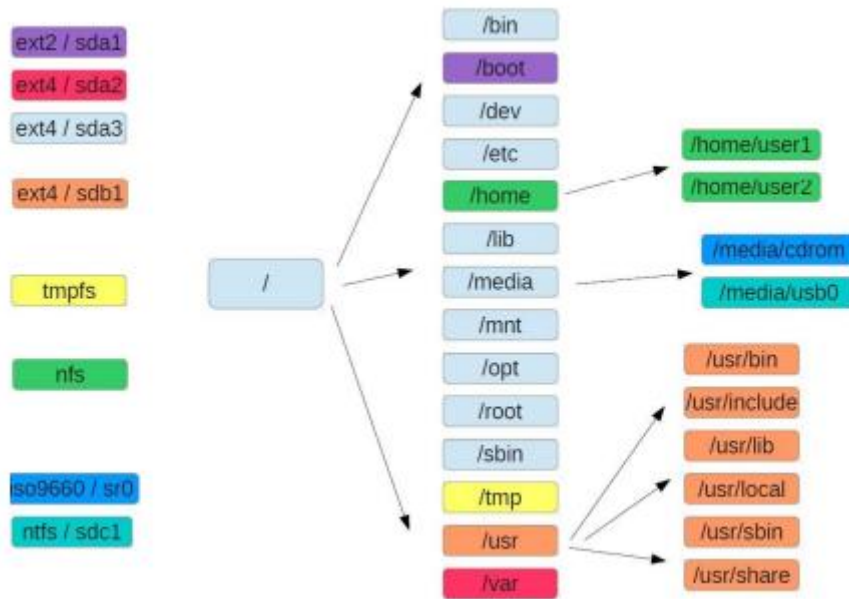 ext2 / sda1
ext4 / sda2
ext4 / sda3
ext4 / sdb1
tmpfs
nfs
iso9660 / sr0
ntfs / sdc1
/
/bin
/boot
/dev
/etc
/home
/lib
/media
/mnt
/opt
/root
/sbin
/tmp
/usr
/var
/home/user1
/home/user2
/media/cdrom
/media/usb0
/usr/bin
/usr/include
/usr/lib
/usr/local
/usr/sbin
/usr/share